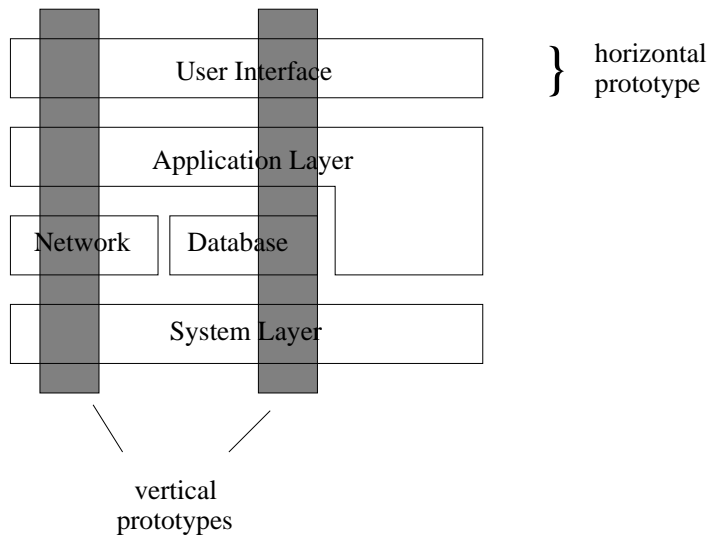 User Interface
}
horizontal
prototype
Application Layer
Network
Database
System Layer
vertical
prototypes